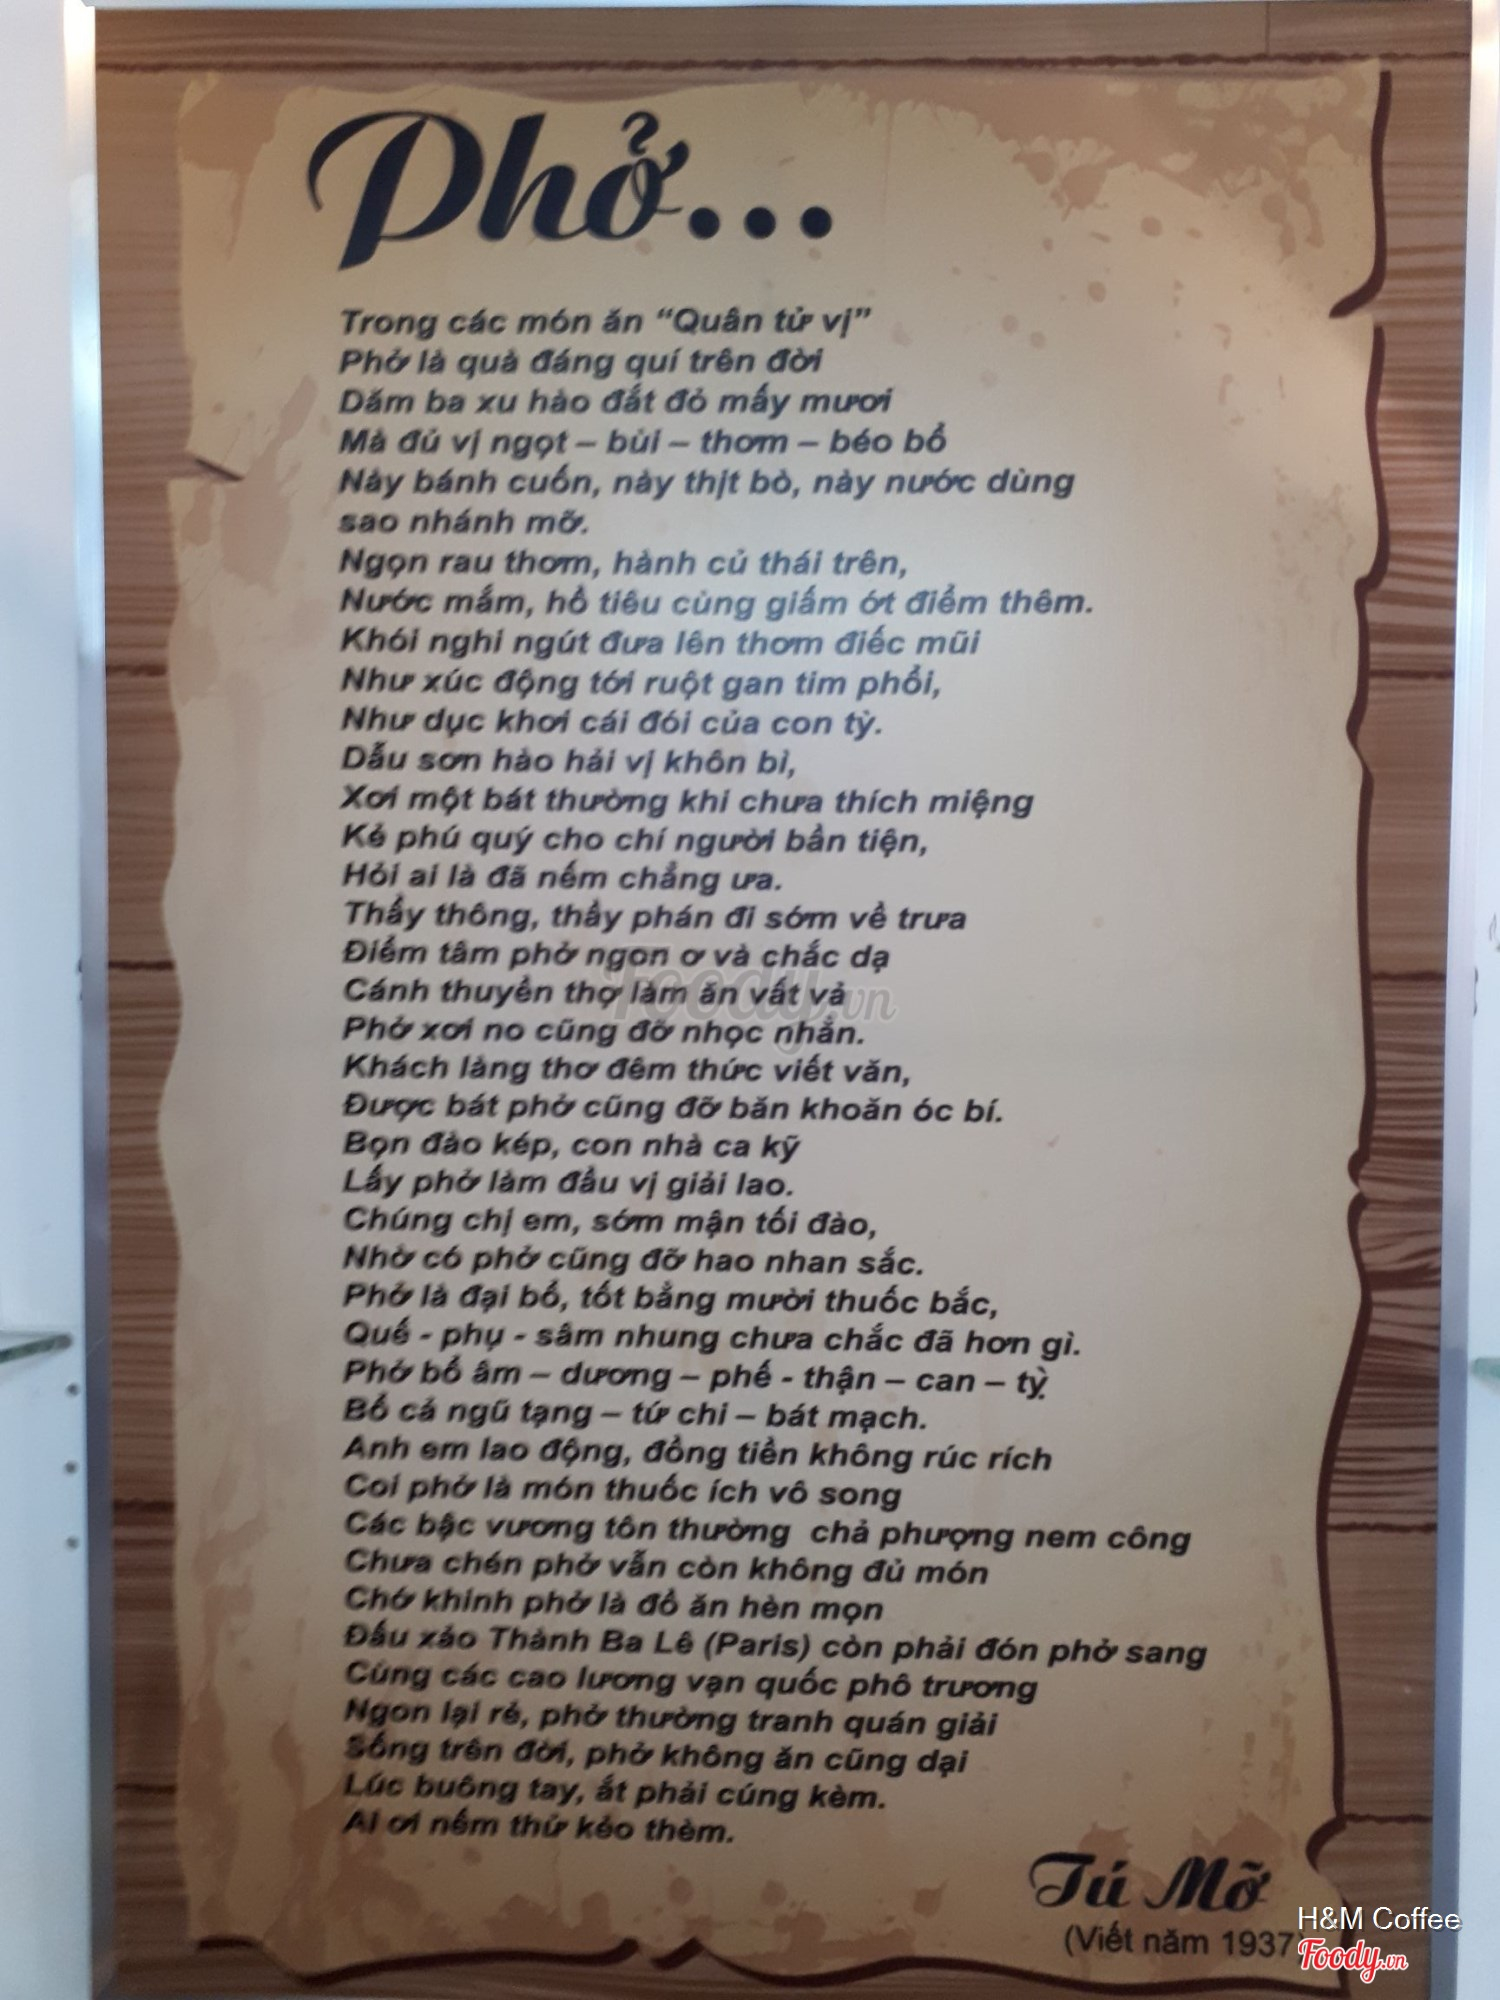 Phở...
Trong các món ăn “Quân tử vị”
Phở là quà đáng quí trên đời
Dăm ba xu hào đắt đỏ mấy mươi
Mà đủ vị ngọt – bùi – thơm – béo bổ
Này bánh cuốn, này thịt bò, này nước dùng
sao nhánh mỡ.
Ngọn rau thơm, hành củ thái trên,
Nước mắm, hồ tiêu cùng giấm ớt điểm thêm.
Khói nghi ngút đưa lên thơm điếc mũi
Như xúc động tới ruột gan tim phổi,
Như dục khơi cái đói của con tỳ.
Dẫu sơn hào hải vị khôn bì,
Xơi một bát thường khi chưa thích miệng
Kẻ phú quý cho chí người bần tiện,
Hỏi ai là đã nếm chẳng ưa.
Thầy thông, thầy phán đi sớm về trưa
Điểm tâm phở ngon ơ và chắc dạ
Cánh thuyền thợ làm ăn vất vả
Phở xơi no cũng đỡ nhọc nhằn.
Khách làng thơ đêm thức viết văn,
Được bát phở cũng đỡ băn khoăn óc bí.
Bọn đào kép, con nhà ca kỹ
Lấy phở làm đầu vị giải lao.
Chúng chị em, sớm mận tối đào,
Nhờ có phở cũng đỡ hao nhan sắc.
Phở là đại bổ, tốt bằng mười thuốc bắc,
Quế - phụ - sâm nhung chưa chắc đã hơn gì.
Phở bổ âm – dương – phế - thận – can – tỳ
Bổ cả ngũ tạng – tứ chi – bát mạch.
Anh em lao động, đồng tiền không rúc rích
Coi phở là món thuốc ích vô song
Các bậc vương tôn thường chả phượng nem công
Chưa chén phở vẫn còn không đủ món
Chớ khinh phở là đồ ăn hèn mọn
Đấu xảo Thành Ba Lê (Paris) còn phải đón phở sang
Cùng các cao lương vạn quốc phô trương
Ngon lại rẻ, phở thường tranh quán giải
Sống trên đời, phở không ăn cũng dại
Lúc buông tay, ắt phải cúng kèm.
Ai ơi nếm thử kẻo thèm.
Tú Mỡ
(Viết năm 1937)
H&M Coffee
Foody.vn
Foody.vn